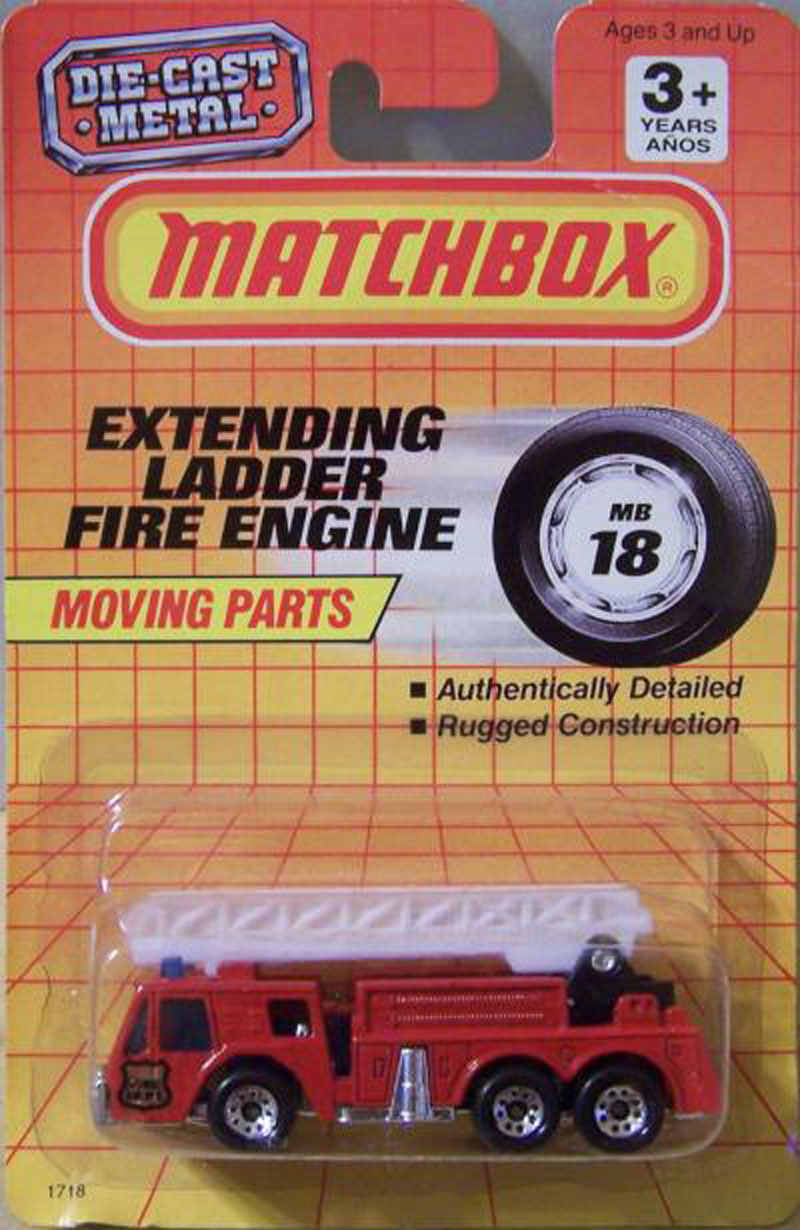 DIE-CAST
• METAL •
Ages 3 and Up
3+
YEARS
AÑOS
MATCHBOX®
EXTENDING
LADDER
FIRE ENGINE
MB
18
MOVING PARTS
■ Authentically Detailed
■ Rugged Construction
1718